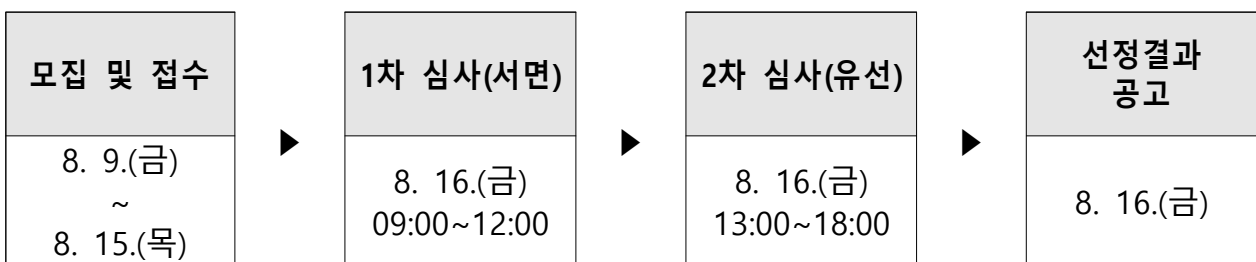 모집 및 접수
8. 9.(금)
~
8. 15.(목)
▶
1차 심사(서면)
8. 16.(금)
09:00~12:00
▶
2차 심사(유선)
8. 16.(금)
13:00~18:00
▶
선정결과
공고
8. 16.(금)